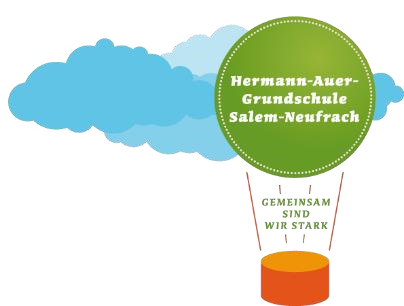 Hermann-Auer-
Grundschule
Salem-Neufrach
GEMEINSAM
SIND
WIR STARK